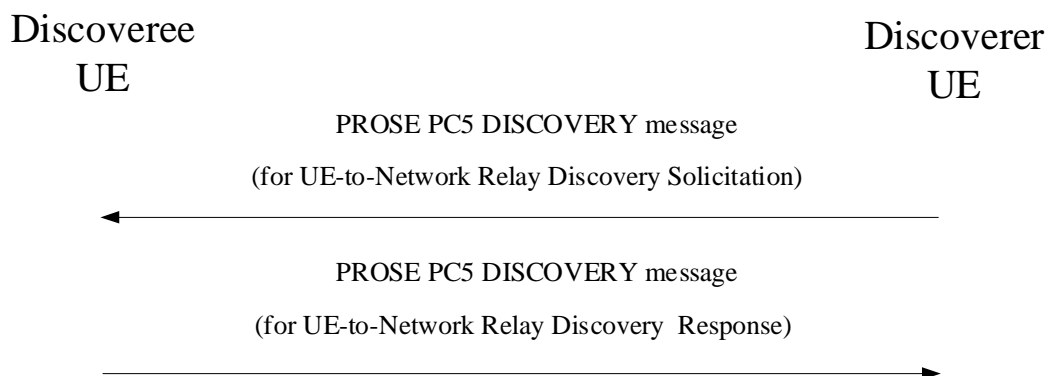 Discoveree
UE
Discoverer
UE
PROSE PC5 DISCOVERY message
(for UE-to-Network Relay Discovery Solicitation)
PROSE PC5 DISCOVERY message
(for UE-to-Network Relay Discovery  Response)